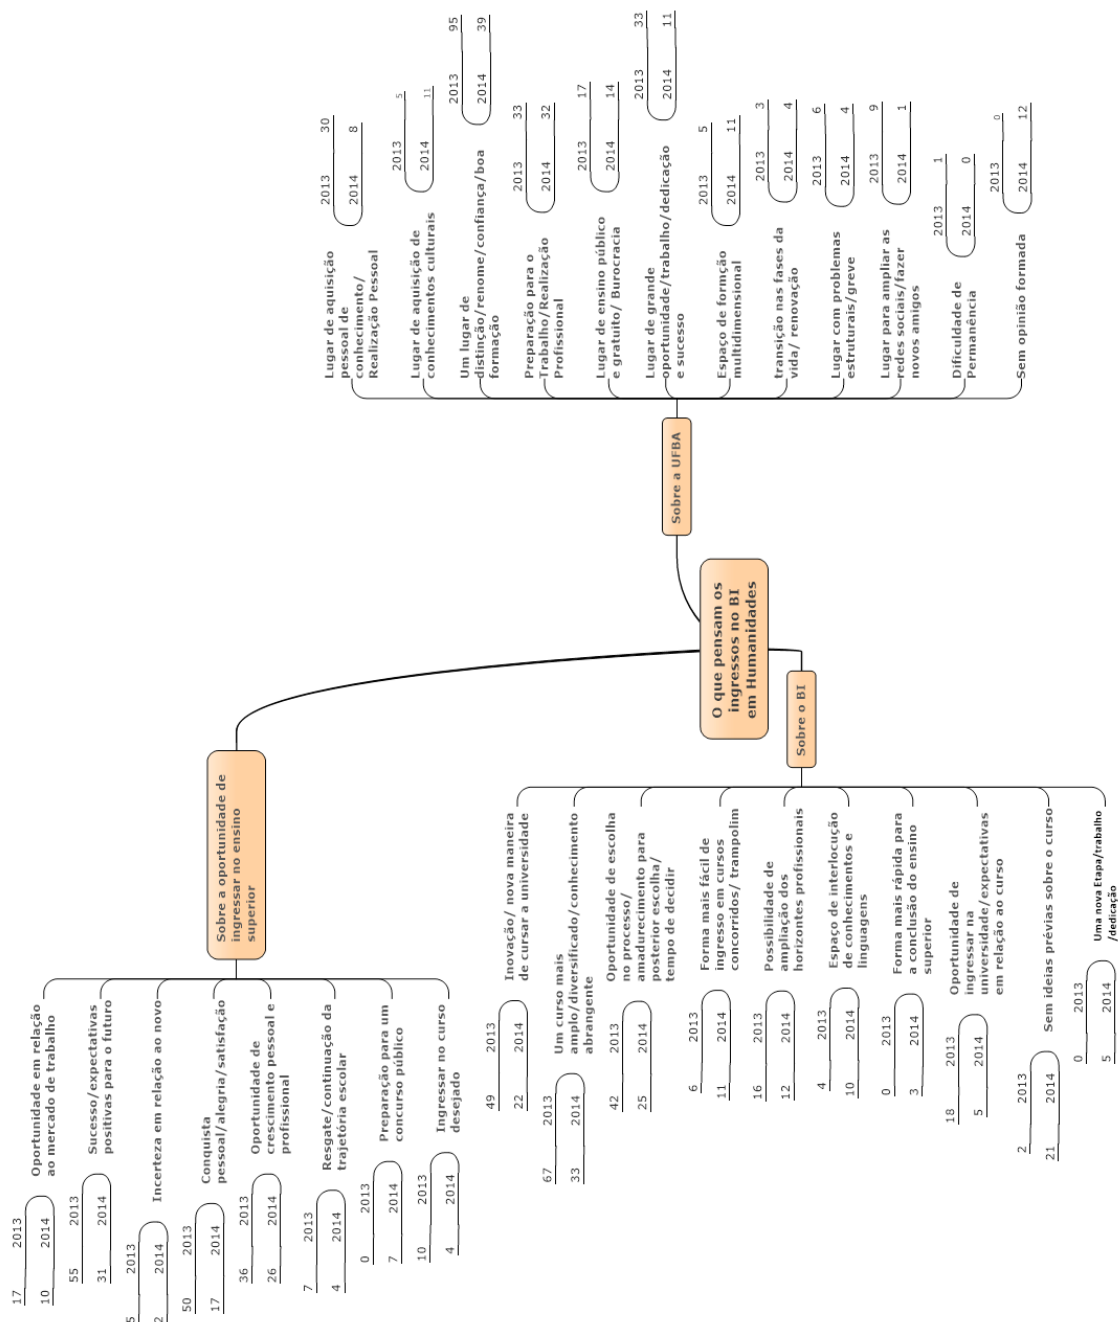 O que pensam os
ingressos no BI
em Humanidades
Sobre a UFBA
Lugar de aquisição
pessoal de
conhecimento/
Realização Pessoal
2013 30
2014 8
Lugar de aquisição de
conhecimentos culturais
2013 5
2014 11
Um lugar de
distinção/renome/confiança/boa
formação
2013 95
2014 39
Preparação para o
Trabalho/Realização
Profissional
2013 33
2014 32
Lugar de ensino público
e gratuito/ Burocracia
2013 17
2014 14
Lugar de grande
oportunidade/trabalho/dedicação
e sucesso
2013 33
2014 11
Espaço de formção
multidimensional
2013 5
2014 11
transição nas fases da
vida/ renovação
2013 3
2014 4
Lugar com problemas
estruturais/greve
2013 6
2014 4
Lugar para ampliar as
redes sociais/fazer
novos amigos
2013 9
2014 1
Dificuldade de
Permanência
2013 1
2014 0
Sem opinião formada
2013 0
2014 12
Sobre a oportunidade de
ingressar no ensino
superior
Oportunidade em relação
ao mercado de trabalho
17 2013
10 2014
Sucesso/expectativas
positivas para o futuro
55 2013
31 2014
Incerteza em relação ao novo
5 2013
2 2014
Conquista
pessoal/alegria/satisfação
50 2013
17 2014
Oportunidade de
crescimento pessoal e
profissional
36 2013
26 2014
Resgate/continuação da
trajetória escolar
7 2013
4 2014
Preparação para um
concurso público
0 2013
7 2014
Ingressar no curso
desejado
10 2013
4 2014
Sobre o BI
Inovação/ nova maneira
de cursar a universidade
49 2013
22 2014
Um curso mais
amplo/diversificado/conhecimento
abrangente
67 2013
33 2014
Oportunidade de escolha
no processo/
amadurecimento para
posterior escolha/
tempo de decidir
42 2013
25 2014
Forma mais fácil de
ingresso em cursos
concorridos/ trampolim
6 2013
11 2014
Possibilidade de
ampliação dos
horizontes profissionais
16 2013
12 2014
Espaço de interlocução
de conhecimentos e
linguagens
4 2013
10 2014
Forma mais rápida para
a conclusão do ensino
superior
0 2013
3 2014
Oportunidade de
ingressar na
universidade/expectativas
em relação ao curso
18 2013
5 2014
Sem ideias prévias sobre o curso
2 2013
21 2014
Uma nova Etapa/trabalho
/dedicação
0 2013
5 2014